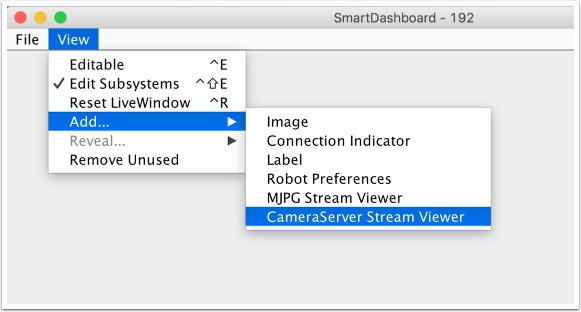 SmartDashboard - 192
File View
Editable ^E
✓ Edit Subsystems ^⇧E
Reset LiveWindow ^R
Add... ▶
Reveal... ▶
Remove Unused
Image
Connection Indicator
Label
Robot Preferences
MJPG Stream Viewer
CameraServer Stream Viewer